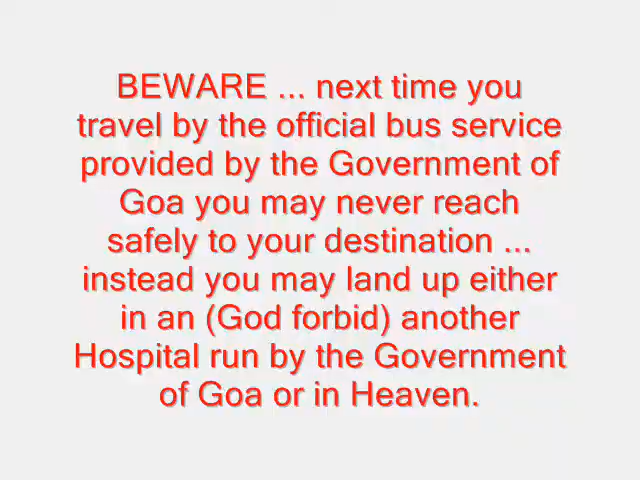 BEWARE ... next time you
travel by the official bus service
provided by the Government of
Goa you may never reach
safely to your destination ...
instead you may land up either
in an (God forbid) another
Hospital run by the Government
of Goa or in Heaven.